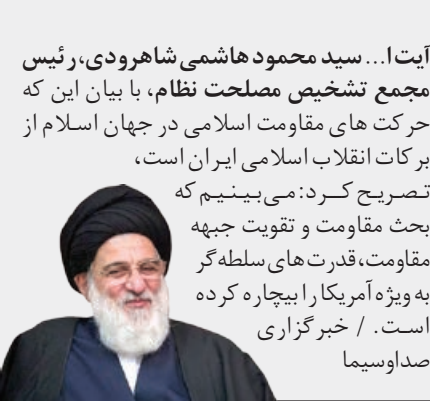 آیت ا... سید محمود هاشمی شاهرودی،رئیس
مجمع تشخیص مصلحت نظام، با بیان این که
حرکت های مقاومت اسلامی در جهان اسلام از
برکات انقلاب اسلامی ایران است،
تصریح کرد:می بینیم که
بحث مقاومت و تقویت جبهه
مقاومت،قدرت های سلطه گر
به ویژه آمریکا را بیچاره کرده
است. / خبرگزاری
صداوسیما